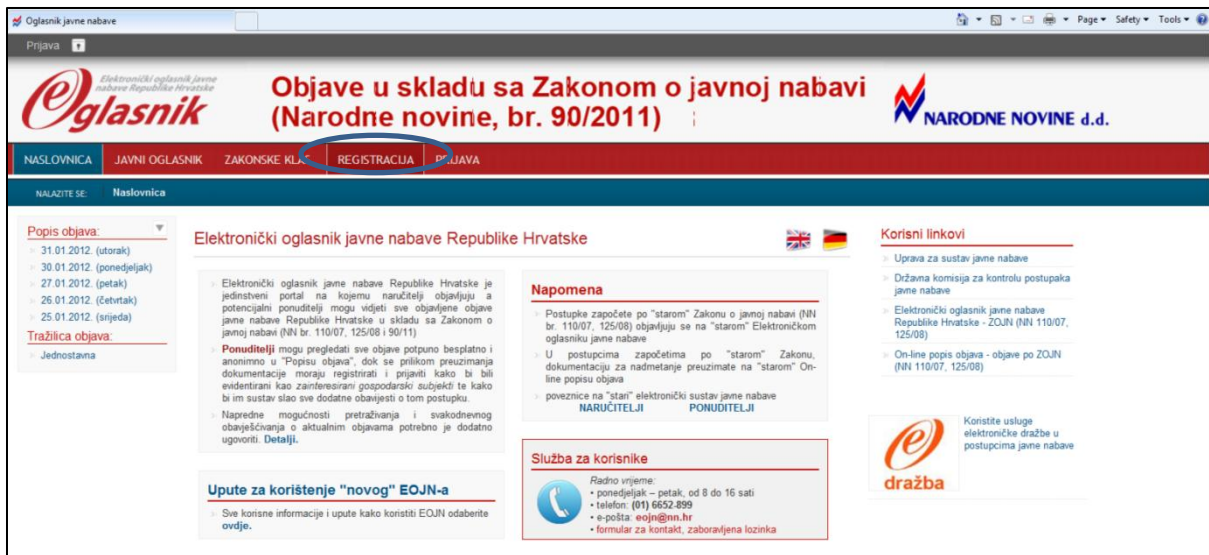 Oglasnik javne nabave
Page
Safety
Tools
Prijava
Elektronički oglasnik javne
nabave Republike Hrvatske
Oglasnik
Objave u skladu sa Zakonom o javnoj nabavi
(Narodne novine, br. 90/2011)
NARODNE NOVINE d.d.
NASLOVNICA
JAVNI OGLASNIK
ZAKONSKE KLA
REGISTRACIJA
PRIJAVA
NALAZITE SE:
Naslovnica
Popis objava:
31.01.2012. (utorak)
30.01.2012. (ponedjeljak)
27.01.2012. (petak)
26.01.2012. (četvrtak)
25.01.2012. (srijeda)
Tražilica objava:
Jednostavna
Elektronički oglasnik javne nabave Republike Hrvatske
Elektronički oglasnik javne nabave Republike Hrvatske je
jedinstveni portal na kojemu naručitelji objavljuju a
potencijalni ponuditelji mogu vidjeti sve objavljene objave
javne nabave Republike Hrvatske u skladu sa Zakonom o
javnoj nabavi (NN br. 110/07, 125/08 i 90/11)
Ponuditelji mogu pregledati sve objave potpuno besplatno i
anonimno u "Popisu objava", dok se prilikom preuzimanja
dokumentacije moraju registrirati i prijaviti kako bi bili
evidentirani kao zainteresirani gospodarski subjekti te kako
bi im sustav slao sve dodatne obavijesti o tom postupku.
Napredne mogućnosti pretraživanja i svakodnevnog
obavješćivanja o aktualnim objavama potrebno je dodatno
ugovoriti. Detalji.
Upute za korištenje "novog" EOJN-a
Sve korisne informacije i upute kako koristiti EOJN odaberite
ovdje.
Napomena
Postupke započete po "starom" Zakonu o javnoj nabavi (NN
br. 110/07, 125/08) objavljuju se na "starom" Elektroničkom
oglasniku javne nabave
U postupcima započetima po "starom" Zakonu,
dokumentaciju za nadmetanje preuzimate na "starom" On-
line popisu objava
poveznice na "stari" elektronički sustav javne nabave
NARUČITELJI PONUDITELJI
Služba za korisnike
Radno vrijeme:
• ponedjeljak – petak, od 8 do 16 sati
• telefon: (01) 6652-899
• e-pošta: eojn@nn.hr
• formular za kontakt, zaboravljena lozinka
Korisni linkovi
Uprava za sustav javne nabave
Državna komisija za kontrolu postupaka
javne nabave
Elektronički oglasnik javne nabave
Republike Hrvatske - ZOJN (NN 110/07,
125/08)
On-line popis objava - objave po ZOJN
(NN 110/07, 125/08)
e
dražba
Koristite usluge
elektroničke dražbe u
postupcima javne nabave